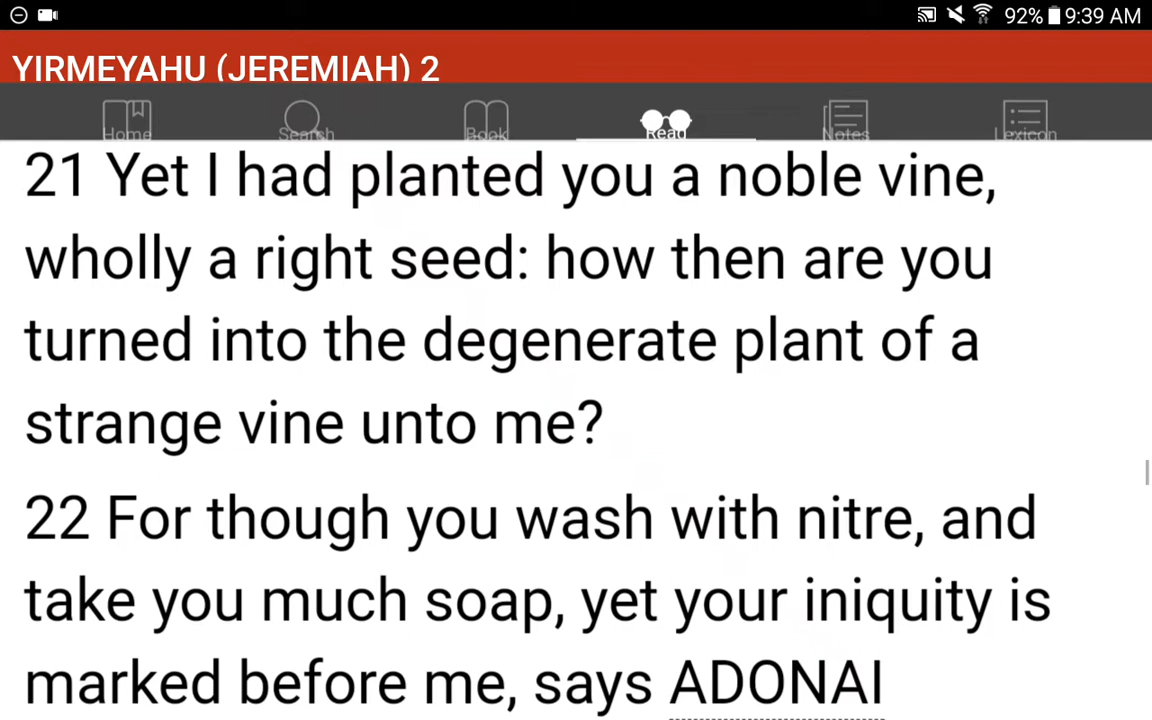 92% 9:39 AM
YIRMEYAHU (JEREMIAH) 2
Home Search Book Read Notes Lexicon
21 Yet I had planted you a noble vine,
wholly a right seed: how then are you
turned into the degenerate plant of a
strange vine unto me?
22 For though you wash with nitre, and
take you much soap, yet your iniquity is
marked before me, says ADONAI